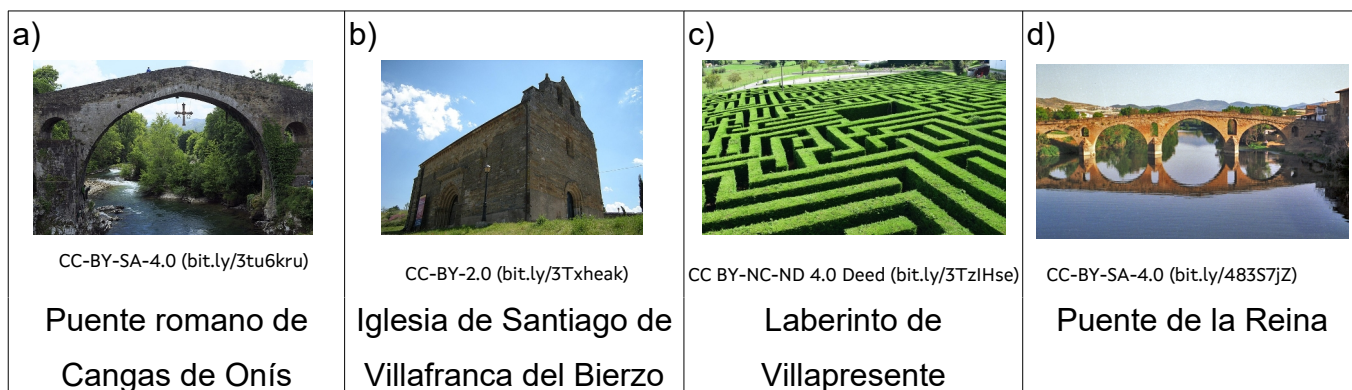 a)
b)
c)
d)
CC-BY-SA-4.0 (bit.ly/3tu6kru)
CC-BY-2.0 (bit.ly/3Txheak)
CC BY-NC-ND 4.0 Deed (bit.ly/3TzIHse)
CC-BY-SA-4.0 (bit.ly/483S7jZ)
Puente romano de
Cangas de Onís
Iglesia de Santiago de
Villafranca del Bierzo
Laberinto de
Villapresente
Puente de la Reina